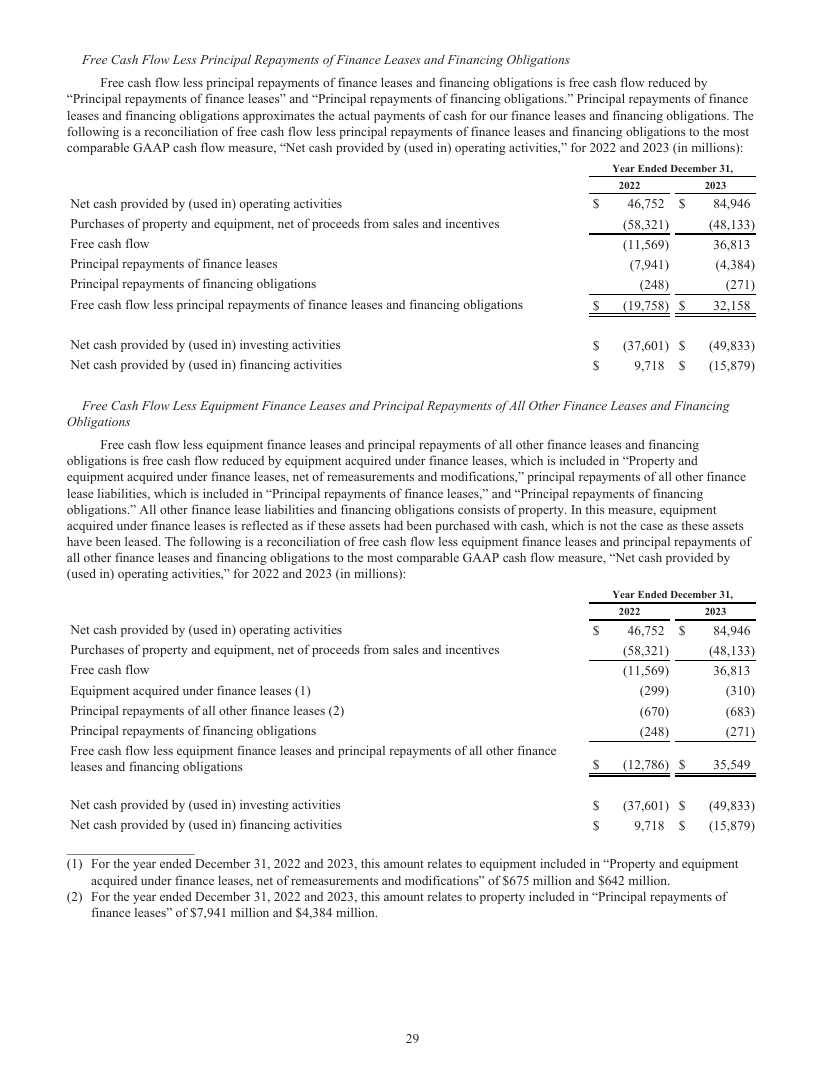 Free Cash Flow Less Principal Repayments of Finance Leases and Financing Obligations
Free cash flow less principal repayments of finance leases and financing obligations is free cash flow reduced by
“Principal repayments of finance leases” and “Principal repayments of financing obligations.” Principal repayments of finance
leases and financing obligations approximates the actual payments of cash for our finance leases and financing obligations. The
following is a reconciliation of free cash flow less principal repayments of finance leases and financing obligations to the most
comparable GAAP cash flow measure, “Net cash provided by (used in) operating activities,” for 2022 and 2023 (in millions):
Year Ended December 31,
2022 2023
Net cash provided by (used in) operating activities $ 46,752 $ 84,946
Purchases of property and equipment, net of proceeds from sales and incentives (58,321) (48,133)
Free cash flow (11,569) 36,813
Principal repayments of finance leases (7,941) (4,384)
Principal repayments of financing obligations (248) (271)
Free cash flow less principal repayments of finance leases and financing obligations $ (19,758) $ 32,158
Net cash provided by (used in) investing activities $ (37,601) $ (49,833)
Net cash provided by (used in) financing activities $ 9,718 $ (15,879)
Free Cash Flow Less Equipment Finance Leases and Principal Repayments of All Other Finance Leases and Financing
Obligations
Free cash flow less equipment finance leases and principal repayments of all other finance leases and financing
obligations is free cash flow reduced by equipment acquired under finance leases, which is included in “Property and
equipment acquired under finance leases, net of remeasurements and modifications,” principal repayments of all other finance
lease liabilities, which is included in “Principal repayments of finance leases,” and “Principal repayments of financing
obligations.” All other finance lease liabilities and financing obligations consists of property. In this measure, equipment
acquired under finance leases is reflected as if these assets had been purchased with cash, which is not the case as these assets
have been leased. The following is a reconciliation of free cash flow less equipment finance leases and principal repayments of
all other finance leases and financing obligations to the most comparable GAAP cash flow measure, “Net cash provided by
(used in) operating activities,” for 2022 and 2023 (in millions):
Year Ended December 31,
2022 2023
Net cash provided by (used in) operating activities $ 46,752 $ 84,946
Purchases of property and equipment, net of proceeds from sales and incentives (58,321) (48,133)
Free cash flow (11,569) 36,813
Equipment acquired under finance leases (1) (299) (310)
Principal repayments of all other finance leases (2) (670) (683)
Principal repayments of financing obligations (248) (271)
Free cash flow less equipment finance leases and principal repayments of all other finance
leases and financing obligations $ (12,786) $ 35,549
Net cash provided by (used in) investing activities $ (37,601) $ (49,833)
Net cash provided by (used in) financing activities $ 9,718 $ (15,879)
(1) For the year ended December 31, 2022 and 2023, this amount relates to equipment included in “Property and equipment
acquired under finance leases, net of remeasurements and modifications” of $675 million and $642 million.
(2) For the year ended December 31, 2022 and 2023, this amount relates to property included in “Principal repayments of
finance leases” of $7,941 million and $4,384 million.
29